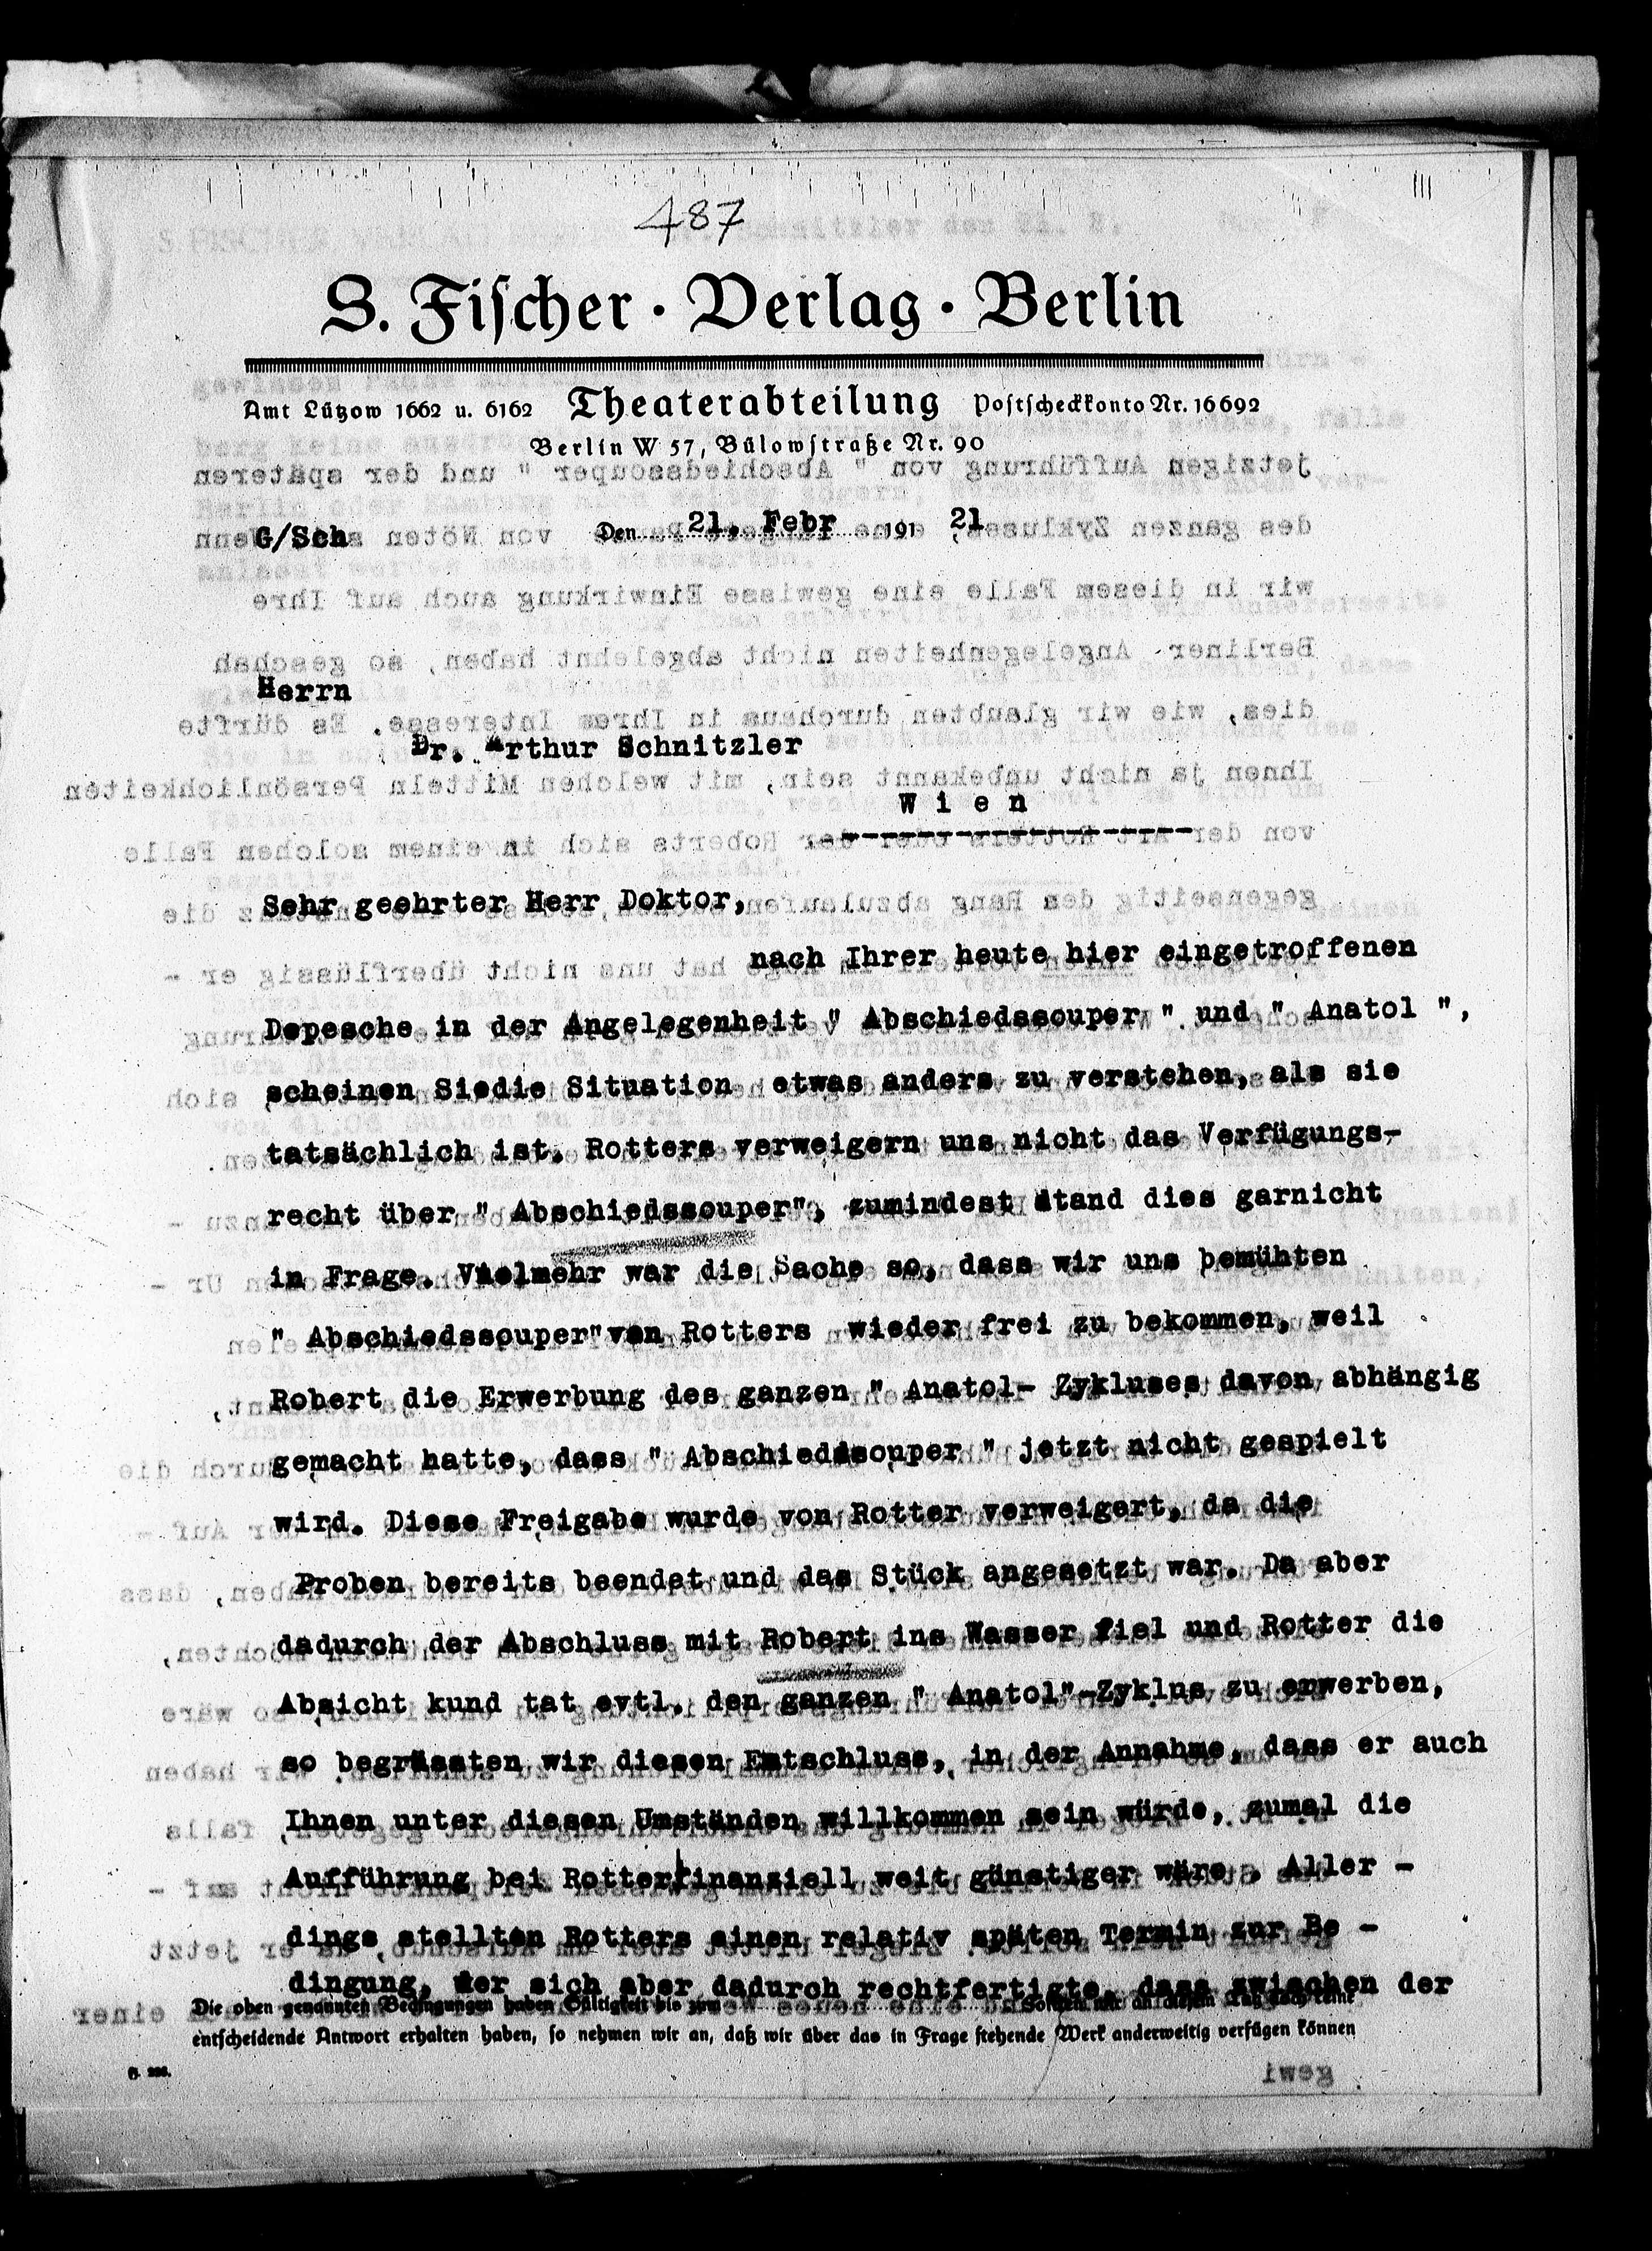 487
S. Fischer · Verlag · Berlin
Amt Lützow 1662 u. 6162 Theaterabteilung Postscheckkonto Nr. 16692
Berlin W 57, Bülowstraße Nr. 90
G/Sch Den 21. Febr 191 21
Herrn
Dr. Arthur Schnitzler
W i e n
Sehr geehrter Herr Doktor,
nach Ihrer heute hier eingetroffenen
Depesche in der Angelegenheit " Abschiedssouper " und " Anatol ",
scheinen Siedie Situation etwas anders zu verstehen, als sie
tatsächlich ist. Rotters verweigern uns nicht das Verfügungs-
recht über " Abschiedssouper", zumindest stand dies garnicht
in Frage. Vielmehr war die Sache so, dass wir uns bemühten
" Abschiedssouper"von Rotters wieder frei zu bekommen, weil
Robert die Erwerbung des ganzen " Anatol- Zykluses davon abhängig
gemacht hatte, dass " Abschiedssouper " jetzt nicht gespielt
wird. Diese Freigabe wurde von Rotter verweigert, da die
Proben bereits beendet und das Stück angesetzt war. Da aber
dadurch der Abschluss mit Robert ins Wasser fiel und Rotter die
Absicht kund tat evtl. den ganzen " Anatol"-Zyklus zu erwerben,
so begrüssten wir diesen Entschluss, in der Annahme, dass er auch
Ihnen unter diesen Umständen willkommen sein würde, zumal die
Aufführung bei Rotter finanziell weit günstiger wäre. Aller -
dings stellten Rotters einen relativ späten Termin zur Be -
dingung, der sich aber dadurch rechtfertigte, dass zwischen der
Die oben genannten Bedingungen haben Gültigkeit bis zum Sollten wir an diesem Tag noch keine
entscheidende Antwort erhalten haben, so nehmen wir an, daß wir über das in Frage stehende Werk anderweitig verfügen können